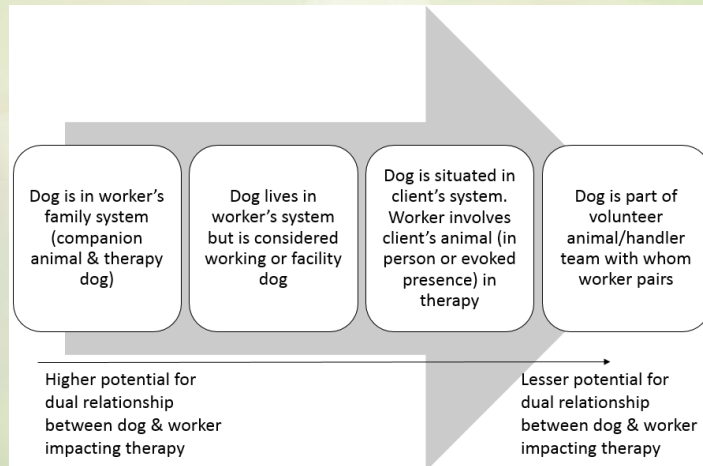 Dog is in worker's
family system
(companion
animal & therapy
dog)
Dog lives in
worker's system
but is considered
working or facility
dog
Dog is situated in
client's system.
Worker involves
client's animal (in
person or evoked
presence) in
therapy
Dog is part of
volunteer
animal/handler
team with whom
worker pairs
Higher potential for
dual relationship
between dog & worker
impacting therapy
Lesser potential for
dual relationship
between dog & worker
impacting therapy